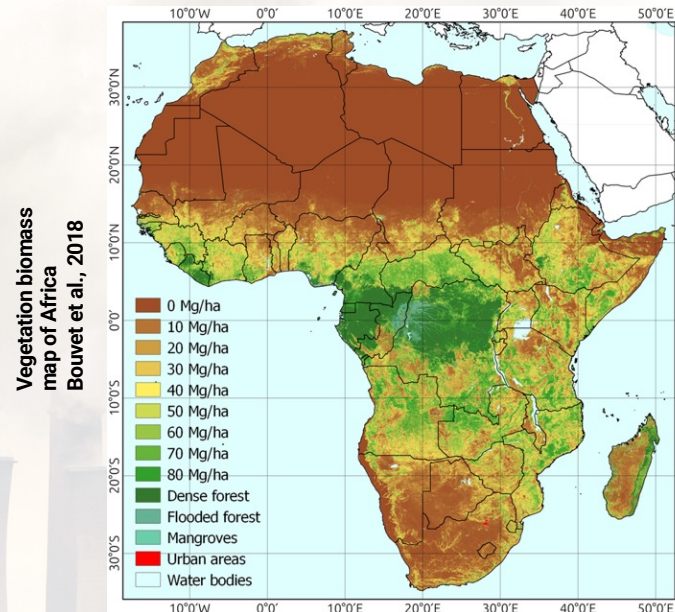 Vegetation biomass
map of Africa
Bouvet et al., 2018
10°0'W 0°0' 10°0'E 20°0'E 30°0'E 40°0'E 50°0'E
30°0'N
20°0'N
10°0'N
0°0'
10°0'S
20°0'S
30°0'S
0 Mg/ha
10 Mg/ha
20 Mg/ha
30 Mg/ha
40 Mg/ha
50 Mg/ha
60 Mg/ha
70 Mg/ha
80 Mg/ha
Dense forest
Flooded forest
Mangroves
Urban areas
Water bodies
10°0'W 0°0' 10°0'E 20°0'E 30°0'E 40°0'E 50°0'E